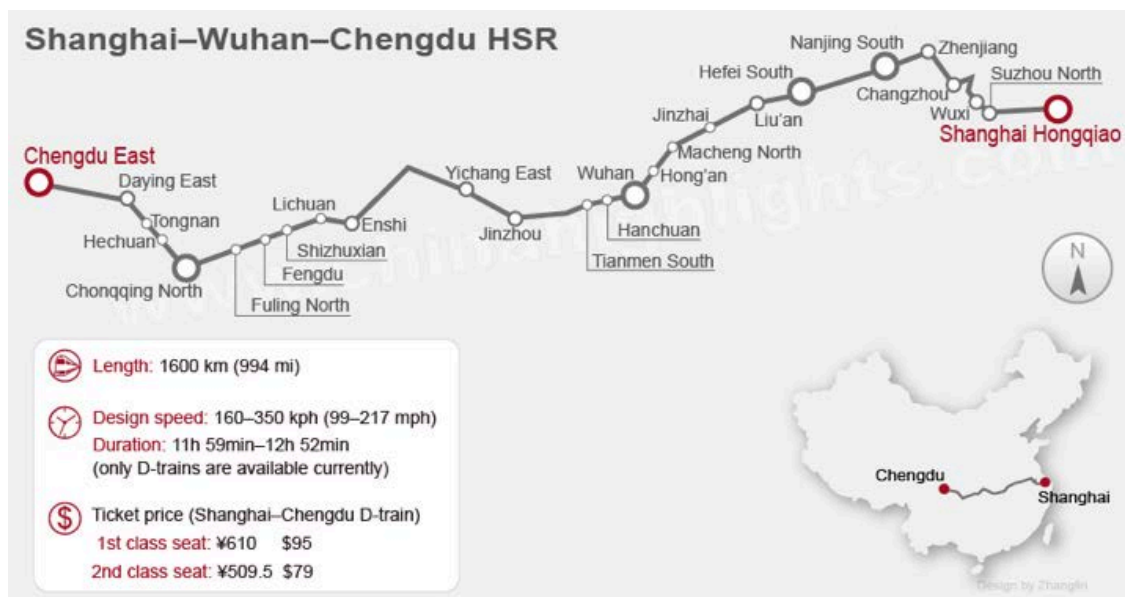 Shanghai–Wuhan–Chengdu HSR
Chengdu East
Daying East
Tongnan
Hechuan
Chonqqing North
Fuling North
Fengdu
Shizhuxian
Lichuan
Enshi
Yichang East
Jinzhou
Tianmen South
Hanchuan
Wuhan
Hong'an
Macheng North
Jinzhai
Liu'an
Hefei South
Nanjing South
Zhenjiang
Changzhou
Wuxi
Suzhou North
Shanghai Hongqiao
N
Length: 1600 km (994 mi)
Design speed: 160–350 kph (99–217 mph)
Duration: 11h 59min–12h 52min
(only D-trains are available currently)
$ Ticket price (Shanghai–Chengdu D-train)
1st class seat: ¥610 $95
2nd class seat: ¥509.5 $79
Chengdu
Shanghai
Design by Zhanglin